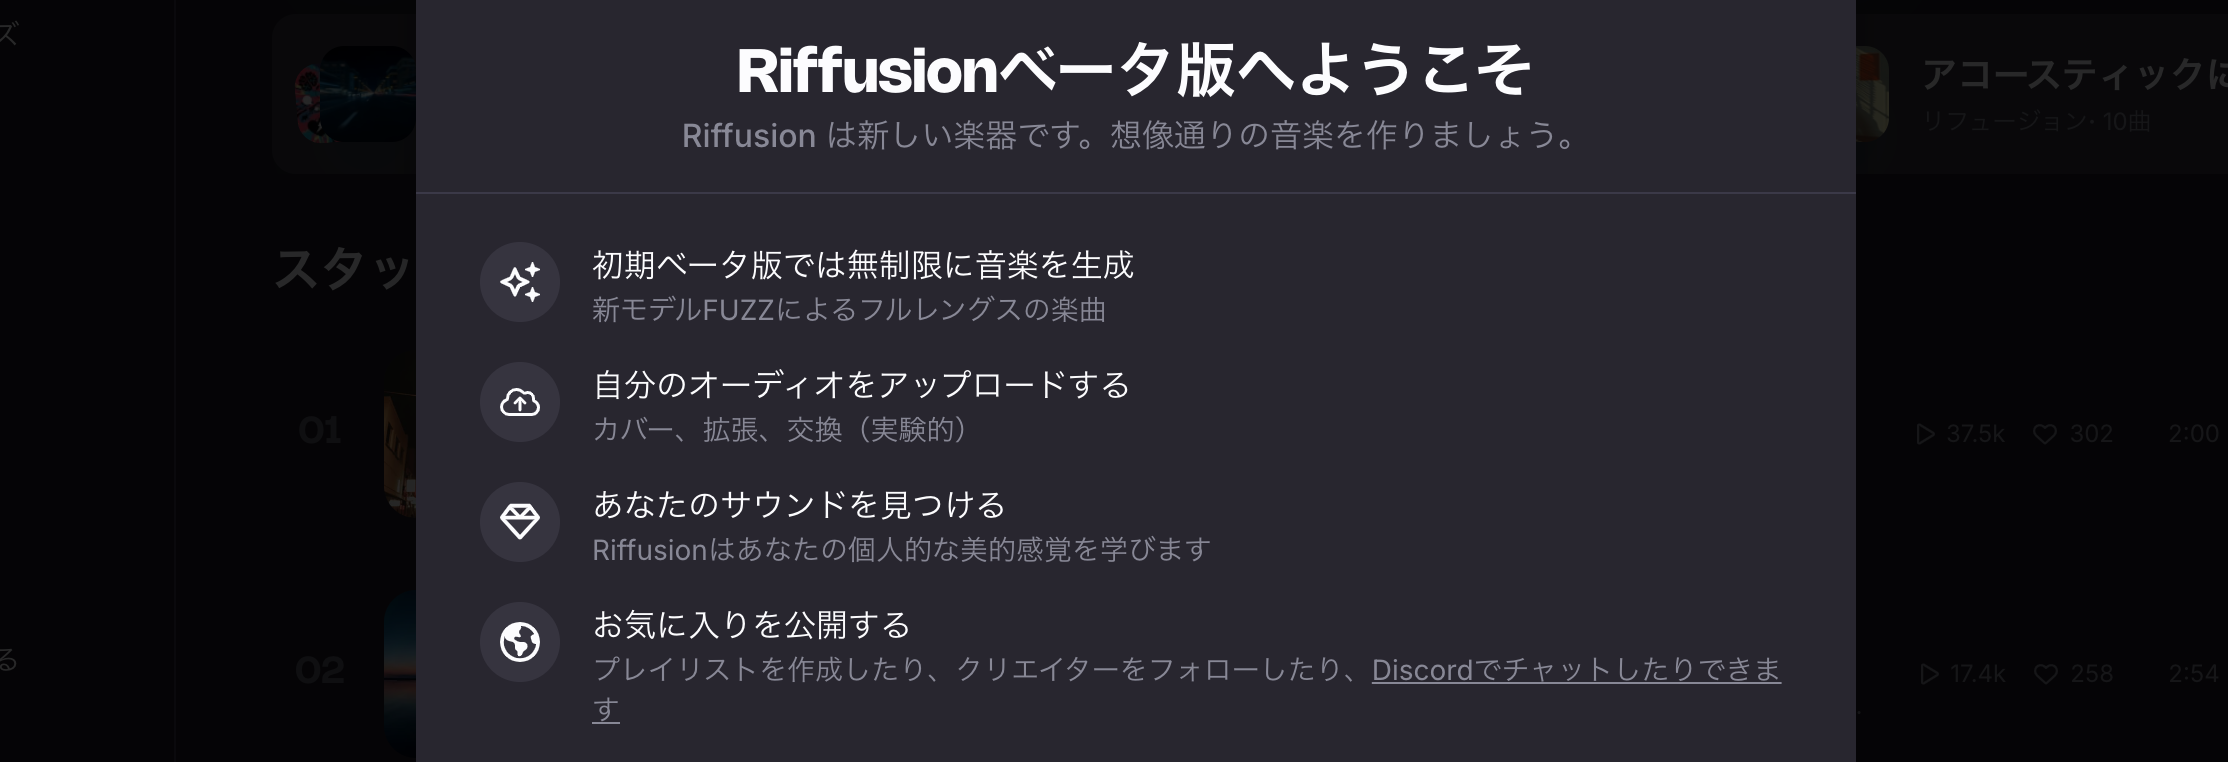 ズ
Riffusionベータ版へようこそ
Riffusion は新しい楽器です。想像通りの音楽を作りましょう。
アコースティックに
リフュージョン・10曲
スタッ
初期ベータ版では無制限に音楽を生成
新モデルFUZZによるフルレングスの楽曲
自分のオーディオをアップロードする
カバー、拡張、交換（実験的）
01
37.5k 302 2:00
あなたのサウンドを見つける
Riffusionはあなたの個人的な美的感覚を学びます
お気に入りを公開する
プレイリストを作成したり、クリエイターをフォローしたり、Discordでチャットしたりできま
す
る
02
17.4k 258 2:54